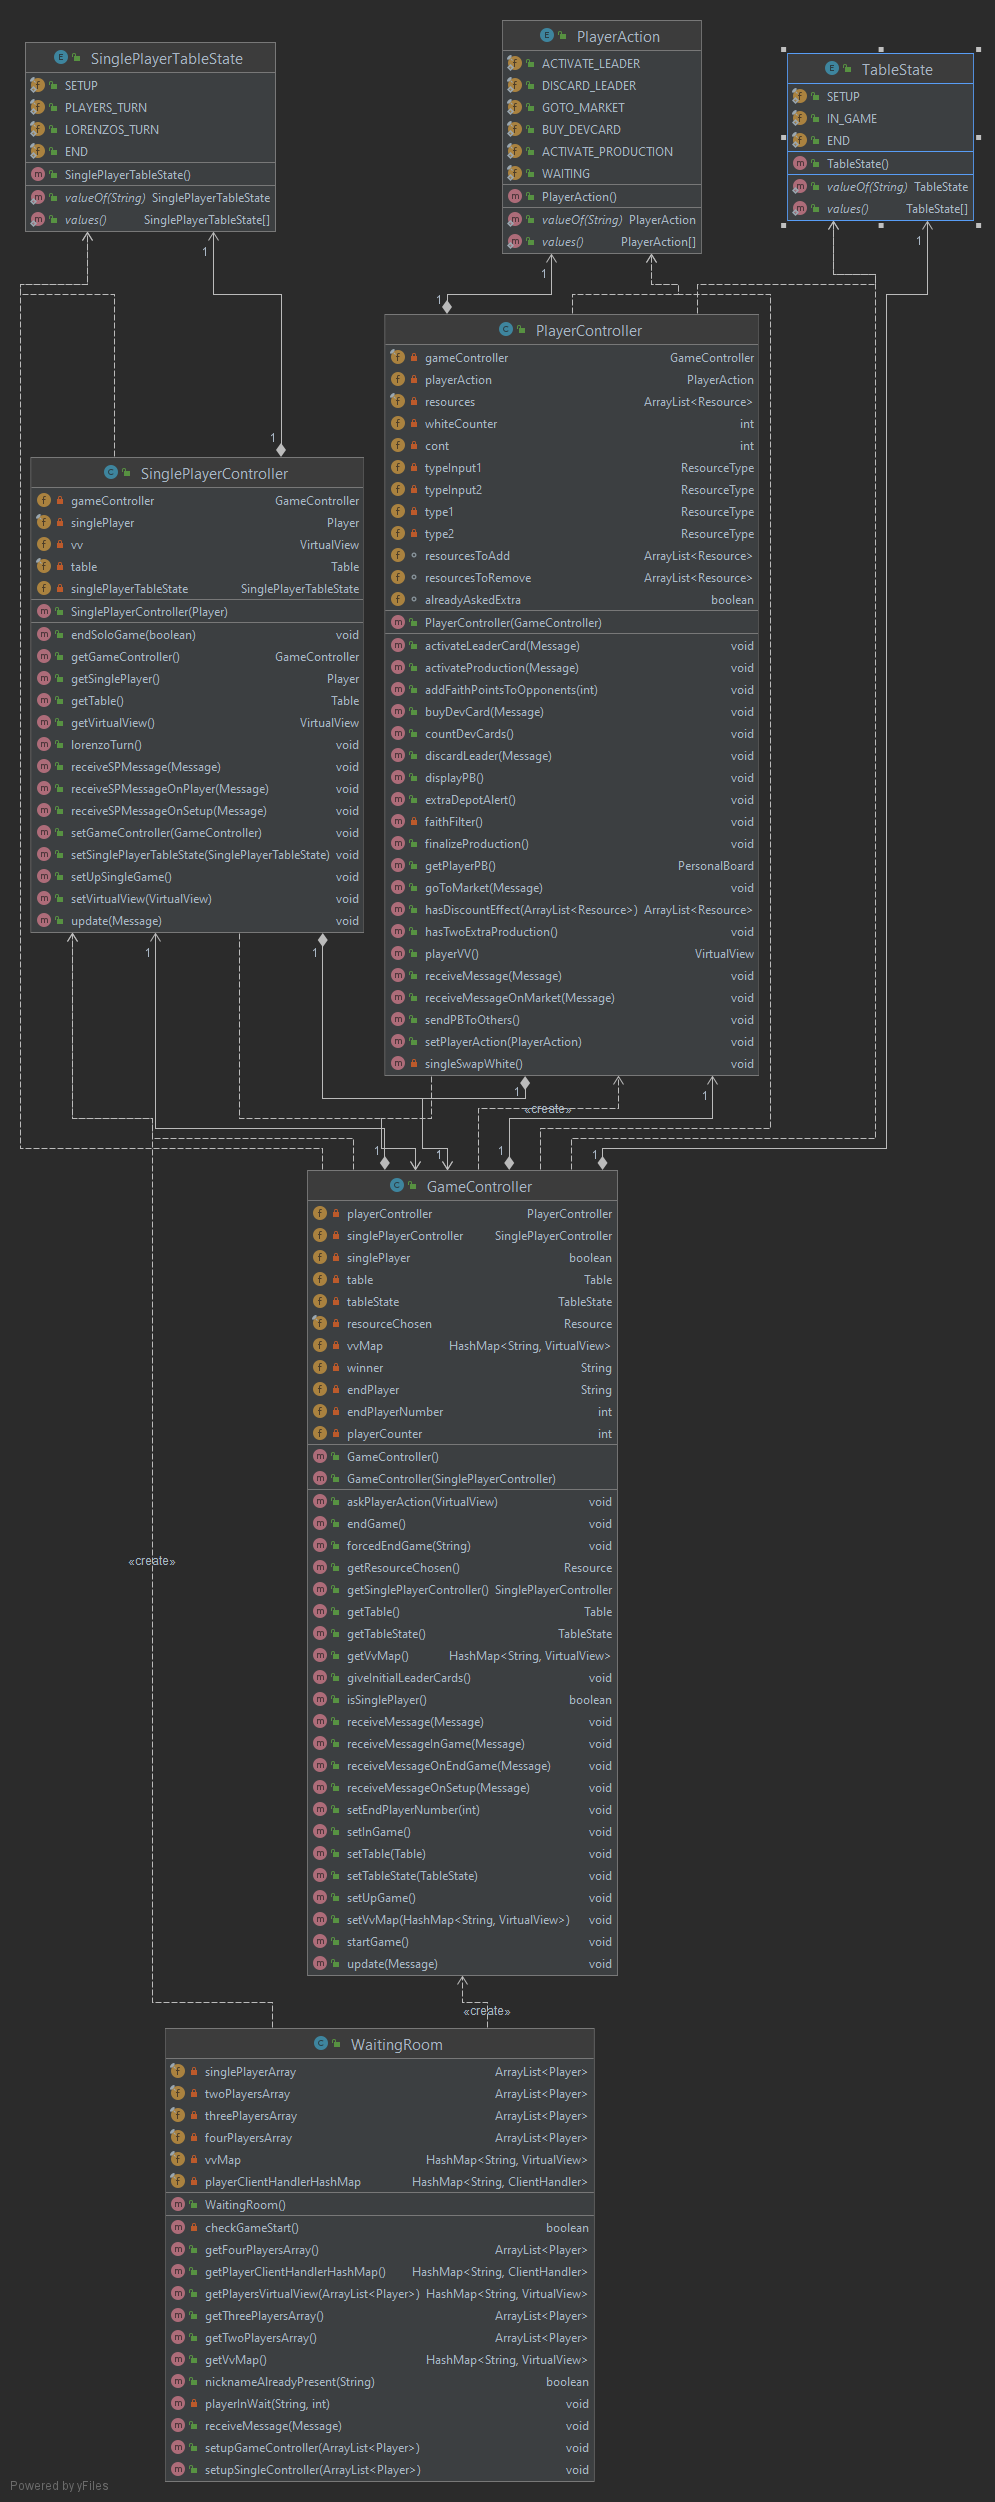 SinglePlayerTableState
SETUP
PLAYERS_TURN
LORENZOS_TURN
END
SinglePlayerTableState()
valueOf(String) SinglePlayerTableState
values() SinglePlayerTableState[]
PlayerAction
ACTIVATE_LEADER
DISCARD_LEADER
GOTO_MARKET
BUY_DEVCARD
ACTIVATE_PRODUCTION
WAITING
PlayerAction()
valueOf(String) PlayerAction
values() PlayerAction[]
TableState
SETUP
IN_GAME
END
TableState()
valueOf(String) TableState
values() TableState[]
1
1
1
1
1
PlayerController
gameController GameController
playerAction PlayerAction
resources ArrayList<Resource>
whiteCounter int
cont int
typeInput1 ResourceType
typeInput2 ResourceType
type1 ResourceType
type2 ResourceType
resourcesToAdd ArrayList<Resource>
resourcesToRemove ArrayList<Resource>
alreadyAskedExtra boolean
PlayerController(GameController)
activateLeaderCard(Message) void
activateProduction(Message) void
addFaithPointsToOpponents(int) void
buyDevCard(Message) void
countDevCards() void
discardLeader(Message) void
displayPB() void
extraDepotAlert() void
faithFilter() void
finalizeProduction() void
getPlayerPB() PersonalBoard
goToMarket(Message) void
hasDiscountEffect(ArrayList<Resource>) ArrayList<Resource>
hasTwoExtraProduction() void
playerVV() VirtualView
receiveMessage(Message) void
receiveMessageOnMarket(Message) void
sendPBToOthers() void
setPlayerAction(PlayerAction) void
singleSwapWhite() void
SinglePlayerController
gameController GameController
singlePlayer Player
vv VirtualView
table Table
singlePlayerTableState SinglePlayerTableState
SinglePlayerController(Player)
endSoloGame(boolean) void
getGameController() GameController
getSinglePlayer() Player
getTable() Table
getVirtualView() VirtualView
lorenzoTurn() void
receiveSPMessage(Message) void
receiveSPMessageOnPlayer(Message) void
receiveSPMessageOnSetup(Message) void
setGameController(GameController) void
setSinglePlayerTableState(SinglePlayerTableState) void
setUpSingleGame() void
setVirtualView(VirtualView) void
update(Message) void
1
1
1
1
«create»
1
1
1
1
GameController
playerController PlayerController
singlePlayerController SinglePlayerController
singlePlayer boolean
table Table
tableState TableState
resourceChosen Resource
vvMap HashMap<String, VirtualView>
winner String
endPlayer String
endPlayerNumber int
playerCounter int
GameController()
GameController(SinglePlayerController)
askPlayerAction(VirtualView) void
endGame() void
forcedEndGame(String) void
getResourceChosen() Resource
getSinglePlayerController() SinglePlayerController
getTable() Table
getTableState() TableState
getVvMap() HashMap<String, VirtualView>
giveInitialLeaderCards() void
isSinglePlayer() boolean
receiveMessage(Message) void
receiveMessageInGame(Message) void
receiveMessageOnEndGame(Message) void
receiveMessageOnSetup(Message) void
setEndPlayerNumber(int) void
setInGame() void
setTable(Table) void
setTableState(TableState) void
setUpGame() void
setVvMap(HashMap<String, VirtualView>) void
startGame() void
update(Message) void
«create»
«create»
WaitingRoom
singlePlayerArray ArrayList<Player>
twoPlayersArray ArrayList<Player>
threePlayersArray ArrayList<Player>
fourPlayersArray ArrayList<Player>
vvMap HashMap<String, VirtualView>
playerClientHandlerHashMap HashMap<String, ClientHandler>
WaitingRoom()
checkGameStart() boolean
getFourPlayersArray() ArrayList<Player>
getPlayerClientHandlerHashMap() HashMap<String, ClientHandler>
getPlayersVirtualView(ArrayList<Player>) HashMap<String, VirtualView>
getThreePlayersArray() ArrayList<Player>
getTwoPlayersArray() ArrayList<Player>
getVvMap() HashMap<String, VirtualView>
nicknameAlreadyPresent(String) boolean
playerInWait(String, int) void
receiveMessage(Message) void
setupGameController(ArrayList<Player>) void
setupSingleController(ArrayList<Player>) void
Powered by yFiles